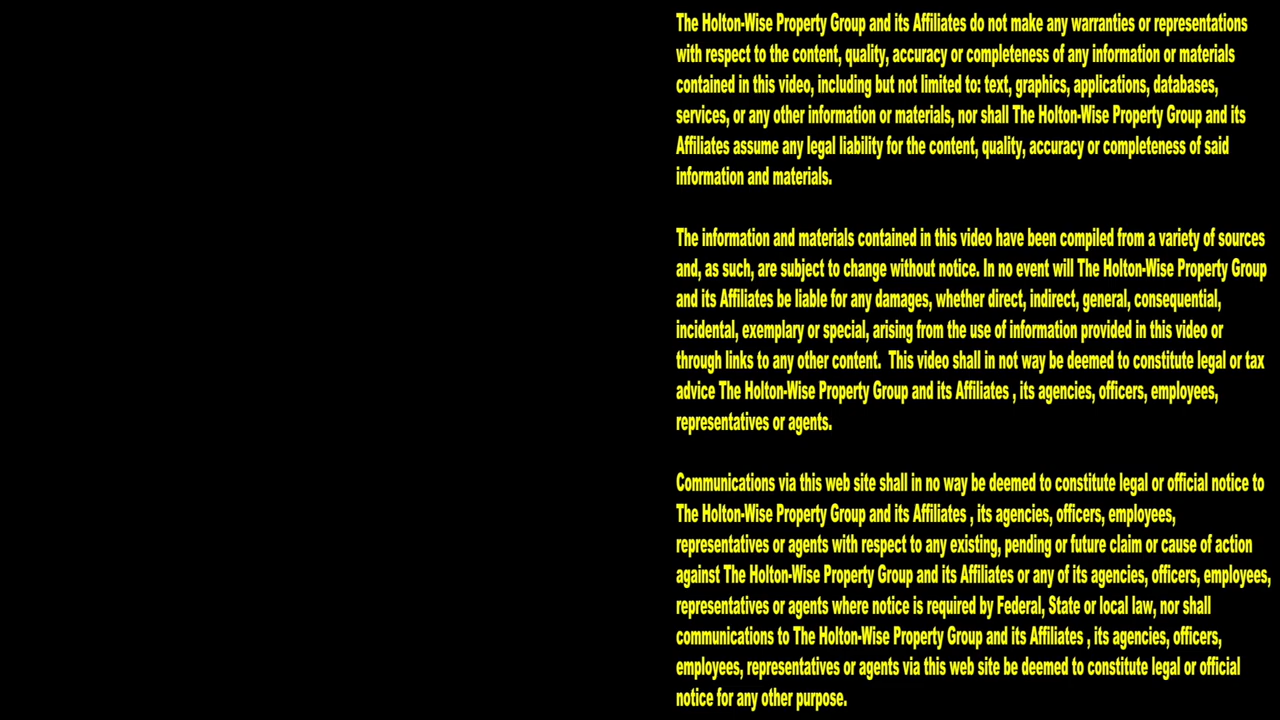 The Holton-Wise Property Group and its Affiliates do not make any warranties or representations
with respect to the content, quality, accuracy or completeness of any information or materials
contained in this video, including but not limited to: text, graphics, applications, databases,
services, or any other information or materials, nor shall The Holton-Wise Property Group and its
Affiliates assume any legal liability for the content, quality, accuracy or completeness of said
information and materials.
The information and materials contained in this video have been compiled from a variety of sources
and, as such, are subject to change without notice. In no event will The Holton-Wise Property Group
and its Affiliates be liable for any damages, whether direct, indirect, general, consequential,
incidental, exemplary or special, arising from the use of information provided in this video or
through links to any other content.  This video shall in not way be deemed to constitute legal or tax
advice The Holton-Wise Property Group and its Affiliates , its agencies, officers, employees,
representatives or agents.
Communications via this web site shall in no way be deemed to constitute legal or official notice to
The Holton-Wise Property Group and its Affiliates , its agencies, officers, employees,
representatives or agents with respect to any existing, pending or future claim or cause of action
against The Holton-Wise Property Group and its Affiliates or any of its agencies, officers, employees,
representatives or agents where notice is required by Federal, State or local law, nor shall
communications to The Holton-Wise Property Group and its Affiliates , its agencies, officers,
employees, representatives or agents via this web site be deemed to constitute legal or official
notice for any other purpose.